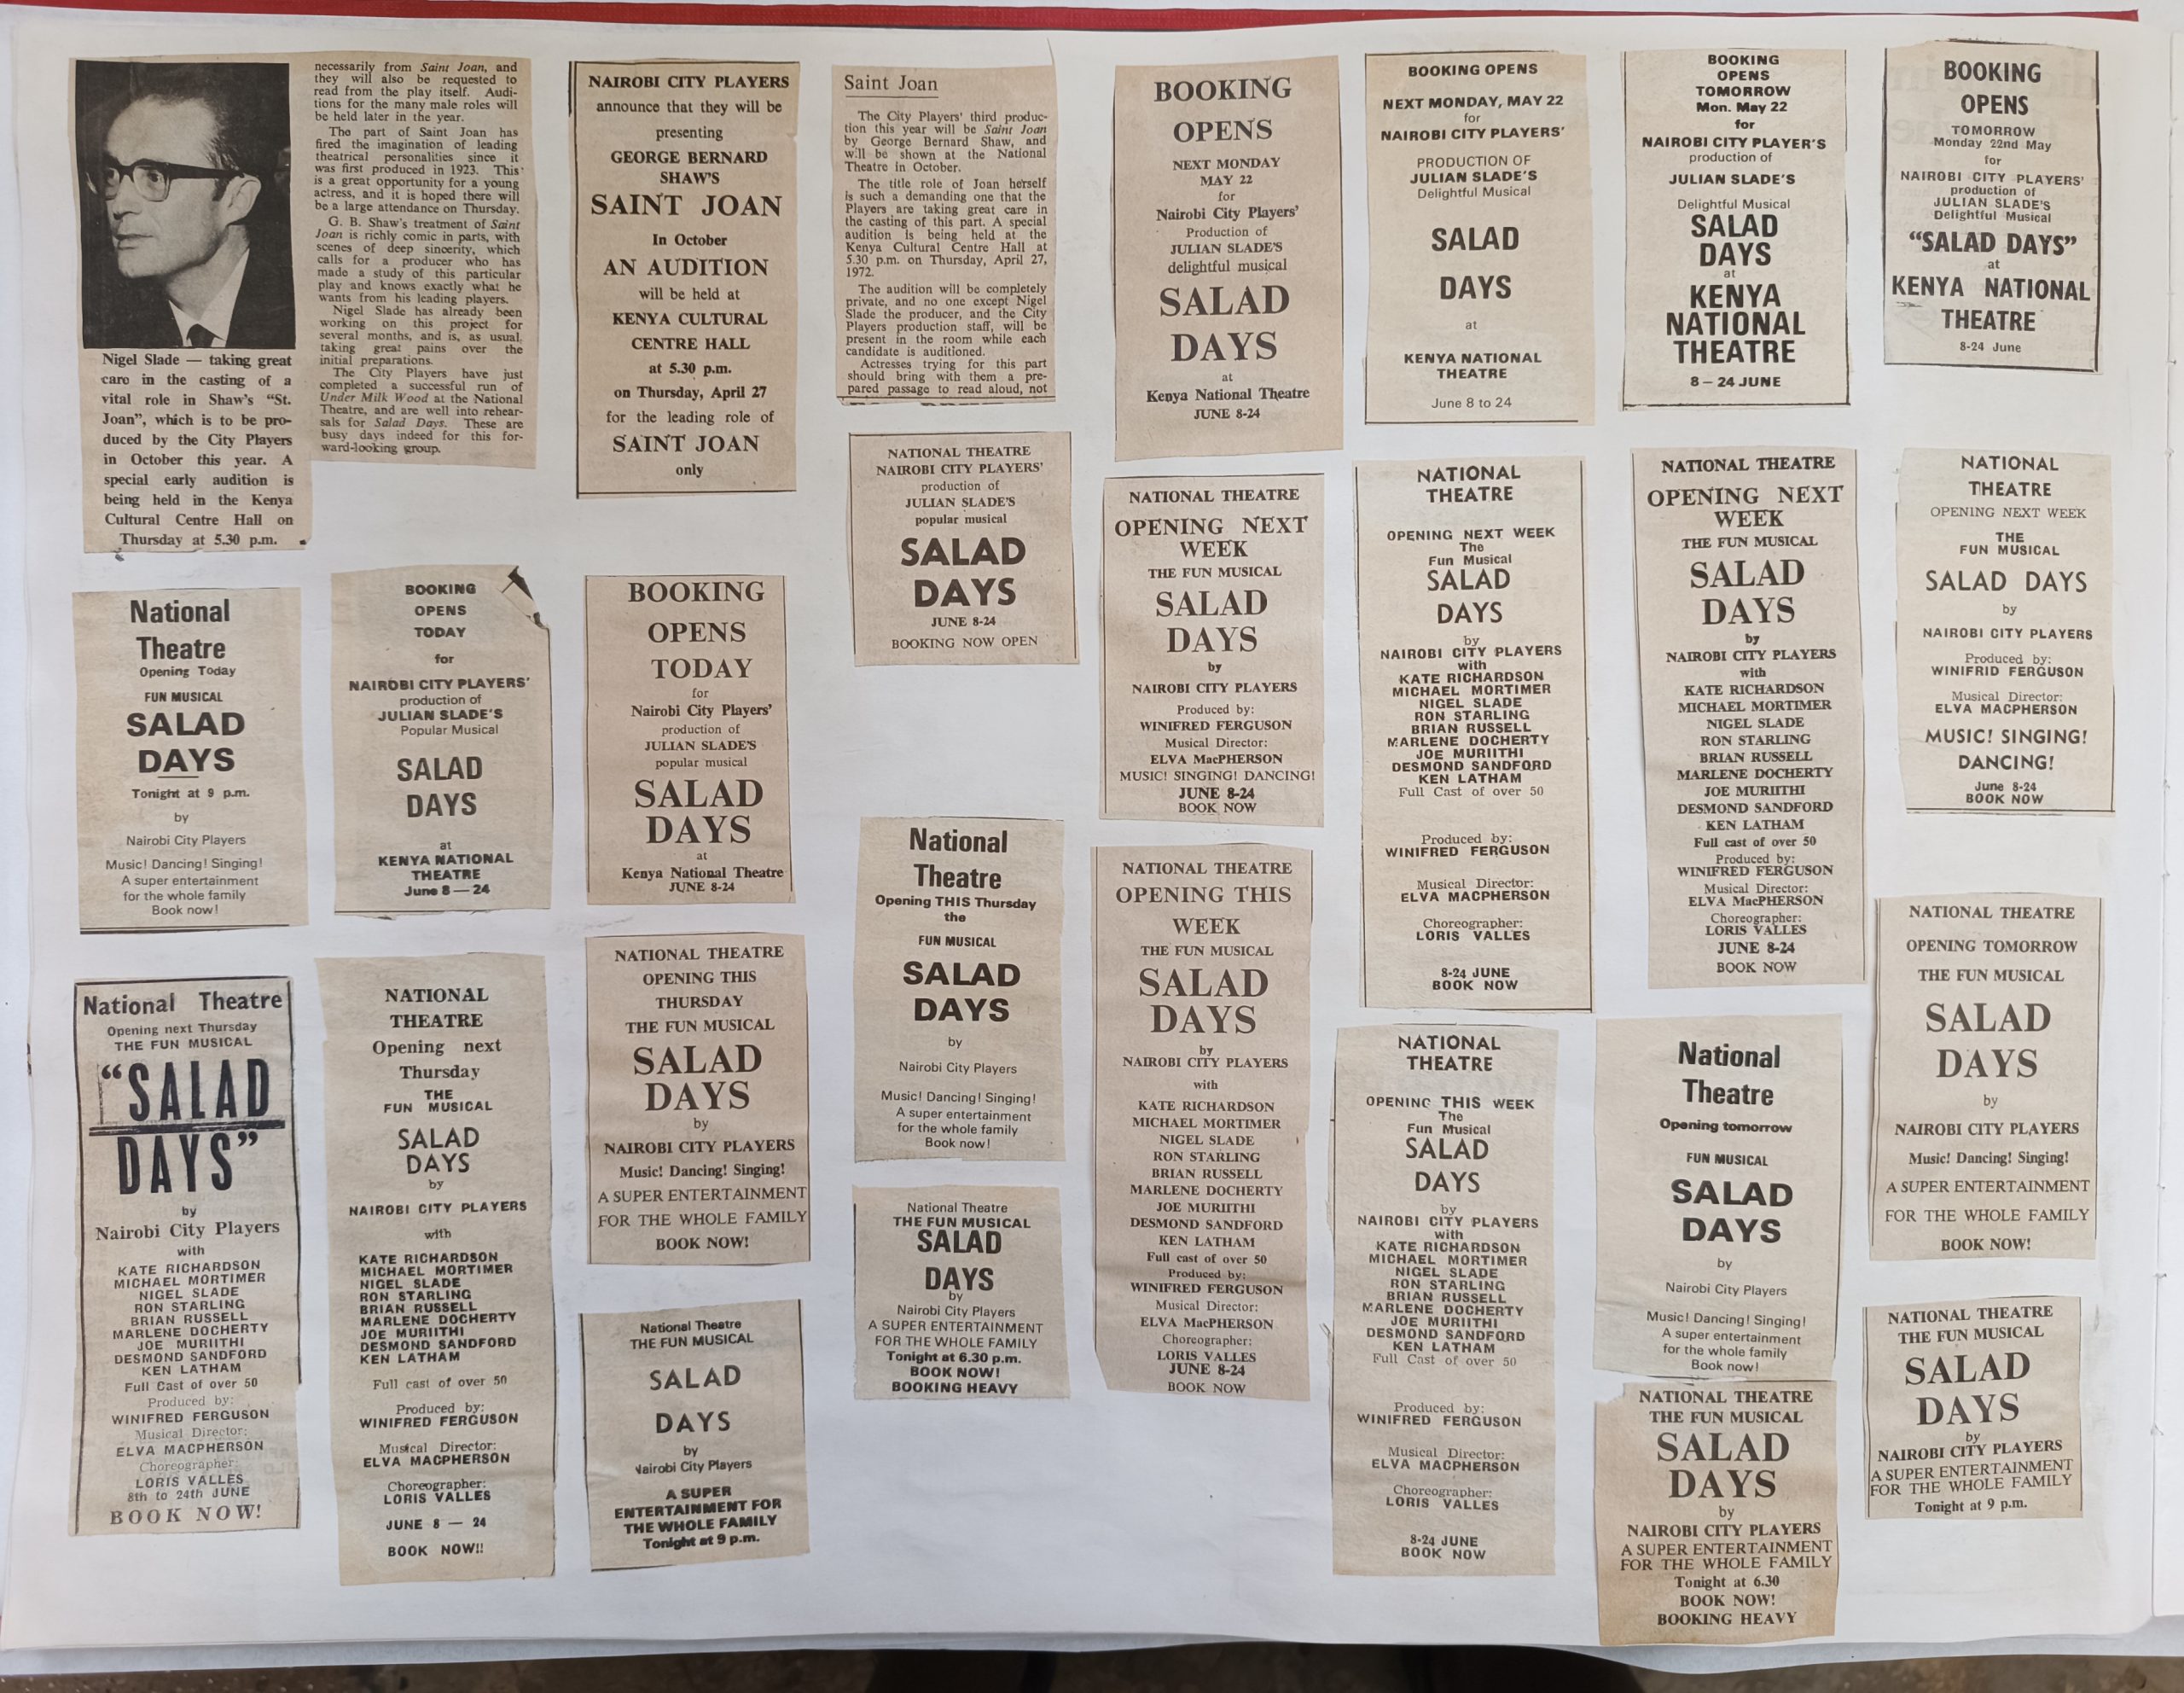 Nigel Slade — taking great
care in the casting of a
vital role in Shaw's “St.
Joan”, which is to be pro-
duced by the City Players
in October this year. A
special early audition is
being held in the Kenya
Cultural Centre Hall on
Thursday at 5.30 p.m.
necessarily from Saint Joan, and
they will also be requested to
read from the play itself. Audi-
tions for the many male roles will
be held later in the year.
The part of Saint Joan has
fired the imagination of leading
theatrical personalities since it
was first produced in 1923. This
is a great opportunity for a young
actress, and it is hoped there will
be a large attendance on Thursday.
G. B. Shaw's treatment of Saint
Joan is richly comic in parts, with
scenes of deep sincerity, which
calls for a producer who has
made a study of this particular
play and knows exactly what he
wants from his leading players.
Nigel Slade has already been
working on this project for
several months, and is, as usual,
taking great pains over the
initial preparations.
The City Players have just
completed a successful run of
Under Milk Wood at the National
Theatre, and are well into rehear-
sals for Salad Days. These are
busy days indeed for this for-
ward-looking group.
NAIROBI CITY PLAYERS
announce that they will be
presenting
GEORGE BERNARD
SHAW'S
SAINT JOAN
In October
AN AUDITION
will be held at
KENYA CULTURAL
CENTRE HALL
at 5.30 p.m.
on Thursday, April 27
for the leading role of
SAINT JOAN
only
Saint Joan
The City Players' third produc-
tion this year will be Saint Joan
by George Bernard Shaw, and
will be shown at the National
Theatre in October.
The title role of Joan herself
is such a demanding one that the
Players are taking great care in
the casting of this part. A special
audition is being held at the
Kenya Cultural Centre Hall at
5.30 p.m. on Thursday, April 27,
1972.
The audition will be completely
private, and no one except Nigel
Slade the producer, and the City
Players production staff, will be
present in the room while each
candidate is auditioned.
Actresses trying for this part
should bring with them a pre-
pared passage to read aloud, not
BOOKING
OPENS
NEXT MONDAY
MAY 22
for
Nairobi City Players'
Production of
JULIAN SLADE'S
delightful musical
SALAD
DAYS
at
Kenya National Theatre
JUNE 8-24
BOOKING OPENS
NEXT MONDAY, MAY 22
for
NAIROBI CITY PLAYERS'
PRODUCTION OF
JULIAN SLADE'S
Delightful Musical
SALAD
DAYS
at
KENYA NATIONAL
THEATRE
June 8 to 24
BOOKING
OPENS
TOMORROW
Mon. May 22
for
NAIROBI CITY PLAYER'S
production of
JULIAN SLADE'S
Delightful Musical
SALAD
DAYS
at
KENYA
NATIONAL
THEATRE
8 – 24 JUNE
BOOKING
OPENS
TOMORROW
Monday 22nd May
for
NAIROBI CITY PLAYERS'
production of
JULIAN SLADE'S
Delightful Musical
“SALAD DAYS”
at
KENYA NATIONAL
THEATRE
8-24 June
National
Theatre
Opening Today
FUN MUSICAL
SALAD
DAYS
Tonight at 9 p.m.
by
Nairobi City Players
Music! Dancing! Singing!
A super entertainment
for the whole family
Book now!
BOOKING
OPENS
TODAY
for
NAIROBI CITY PLAYERS'
production of
JULIAN SLADE'S
Popular Musical
SALAD
DAYS
at
KENYA NATIONAL
THEATRE
June 8 — 24
BOOKING
OPENS
TODAY
for
Nairobi City Players'
production of
JULIAN SLADE'S
popular musical
SALAD
DAYS
at
Kenya National Theatre
JUNE 8-24
NATIONAL THEATRE
NAIROBI CITY PLAYERS'
production of
JULIAN SLADE'S
popular musical
SALAD
DAYS
JUNE 8-24
BOOKING NOW OPEN
NATIONAL THEATRE
OPENING NEXT
WEEK
THE FUN MUSICAL
SALAD
DAYS
by
NAIROBI CITY PLAYERS
Produced by:
WINIFRED FERGUSON
Musical Director:
ELVA MacPHERSON
MUSIC! SINGING! DANCING!
JUNE 8-24
BOOK NOW
NATIONAL
THEATRE
OPENING NEXT WEEK
The
Fun Musical
SALAD
DAYS
by
NAIROBI CITY PLAYERS
with
KATE RICHARDSON
MICHAEL MORTIMER
NIGEL SLADE
RON STARLING
BRIAN RUSSELL
MARLENE DOCHERTY
JOE MURIITHI
DESMOND SANDFORD
KEN LATHAM
Full Cast of over 50
Produced by:
WINIFRED FERGUSON
Musical Director:
ELVA MACPHERSON
Choreographer:
LORIS VALLES
8-24 JUNE
BOOK NOW
NATIONAL THEATRE
OPENING NEXT
WEEK
THE FUN MUSICAL
SALAD
DAYS
by
NAIROBI CITY PLAYERS
with
KATE RICHARDSON
MICHAEL MORTIMER
NIGEL SLADE
RON STARLING
BRIAN RUSSELL
MARLENE DOCHERTY
JOE MURIITHI
DESMOND SANDFORD
KEN LATHAM
Full cast of over 50
Produced by:
WINIFRED FERGUSON
Musical Director:
ELVA MacPHERSON
Choreographer:
LORIS VALLES
JUNE 8-24
BOOK NOW
NATIONAL
THEATRE
OPENING NEXT WEEK
THE
FUN MUSICAL
SALAD DAYS
by
NAIROBI CITY PLAYERS
Produced by:
WINIFRID FERGUSON
Musical Director:
ELVA MACPHERSON
MUSIC! SINGING!
DANCING!
June 8-24
BOOK NOW
National Theatre
Opening next Thursday
THE FUN MUSICAL
“SALAD
DAYS”
by
Nairobi City Players
with
KATE RICHARDSON
MICHAEL MORTIMER
NIGEL SLADE
RON STARLING
BRIAN RUSSELL
MARLENE DOCHERTY
JOE MURIITHI
DESMOND SANDFORD
KEN LATHAM
Full Cast of over 50
Produced by:
WINIFRED FERGUSON
Musical Director:
ELVA MACPHERSON
Choreographer:
LORIS VALLES
8th to 24th JUNE
BOOK NOW!
NATIONAL
THEATRE
Opening next
Thursday
THE
FUN MUSICAL
SALAD
DAYS
by
NAIROBI CITY PLAYERS
with
KATE RICHARDSON
MICHAEL MORTIMER
NIGEL SLADE
RON STARLING
BRIAN RUSSELL
MARLENE DOCHERTY
JOE MURIITHI
DESMOND SANDFORD
KEN LATHAM
Full cast of over 50
Produced by:
WINIFRED FERGUSON
Musical Director:
ELVA MACPHERSON
Choreographer:
LORIS VALLES
JUNE 8 — 24
BOOK NOW!!
NATIONAL THEATRE
OPENING THIS
THURSDAY
THE FUN MUSICAL
SALAD
DAYS
by
NAIROBI CITY PLAYERS
Music! Dancing! Singing!
A SUPER ENTERTAINMENT
FOR THE WHOLE FAMILY
BOOK NOW!
National Theatre
THE FUN MUSICAL
SALAD
DAYS
by
Nairobi City Players
A SUPER
ENTERTAINMENT FOR
THE WHOLE FAMILY
Tonight at 9 p.m.
National
Theatre
Opening THIS Thursday
the
FUN MUSICAL
SALAD
DAYS
by
Nairobi City Players
Music! Dancing! Singing!
A super entertainment
for the whole family
Book now!
National Theatre
THE FUN MUSICAL
SALAD
DAYS
by
Nairobi City Players
A SUPER ENTERTAINMENT
FOR THE WHOLE FAMILY
Tonight at 6.30 p.m.
BOOK NOW!
BOOKING HEAVY
NATIONAL THEATRE
OPENING THIS
WEEK
THE FUN MUSICAL
SALAD
DAYS
by
NAIROBI CITY PLAYERS
with
KATE RICHARDSON
MICHAEL MORTIMER
NIGEL SLADE
RON STARLING
BRIAN RUSSELL
MARLENE DOCHERTY
JOE MURIITHI
DESMOND SANDFORD
KEN LATHAM
Full cast of over 50
Produced by:
WINIFRED FERGUSON
Musical Director:
ELVA MacPHERSON
Choreographer:
LORIS VALLES
JUNE 8-24
BOOK NOW
NATIONAL
THEATRE
OPENING THIS WEEK
The
Fun Musical
SALAD
DAYS
by
NAIROBI CITY PLAYERS
with
KATE RICHARDSON
MICHAEL MORTIMER
NIGEL SLADE
RON STARLING
BRIAN RUSSELL
MARLENE DOCHERTY
JOE MURIITHI
DESMOND SANDFORD
KEN LATHAM
Full Cast of over 50
Produced by:
WINIFRED FERGUSON
Musical Director:
ELVA MACPHERSON
Choreographer:
LORIS VALLES
8-24 JUNE
BOOK NOW
National
Theatre
Opening tomorrow
FUN MUSICAL
SALAD
DAYS
by
Nairobi City Players
Music! Dancing! Singing!
A super entertainment
for the whole family
Book now!
NATIONAL THEATRE
THE FUN MUSICAL
SALAD
DAYS
by
NAIROBI CITY PLAYERS
A SUPER ENTERTAINMENT
FOR THE WHOLE FAMILY
Tonight at 6.30
BOOK NOW!
BOOKING HEAVY
NATIONAL THEATRE
OPENING TOMORROW
THE FUN MUSICAL
SALAD
DAYS
by
NAIROBI CITY PLAYERS
Music! Dancing! Singing!
A SUPER ENTERTAINMENT
FOR THE WHOLE FAMILY
BOOK NOW!
NATIONAL THEATRE
THE FUN MUSICAL
SALAD
DAYS
by
NAIROBI CITY PLAYERS
A SUPER ENTERTAINMENT
FOR THE WHOLE FAMILY
Tonight at 9 p.m.